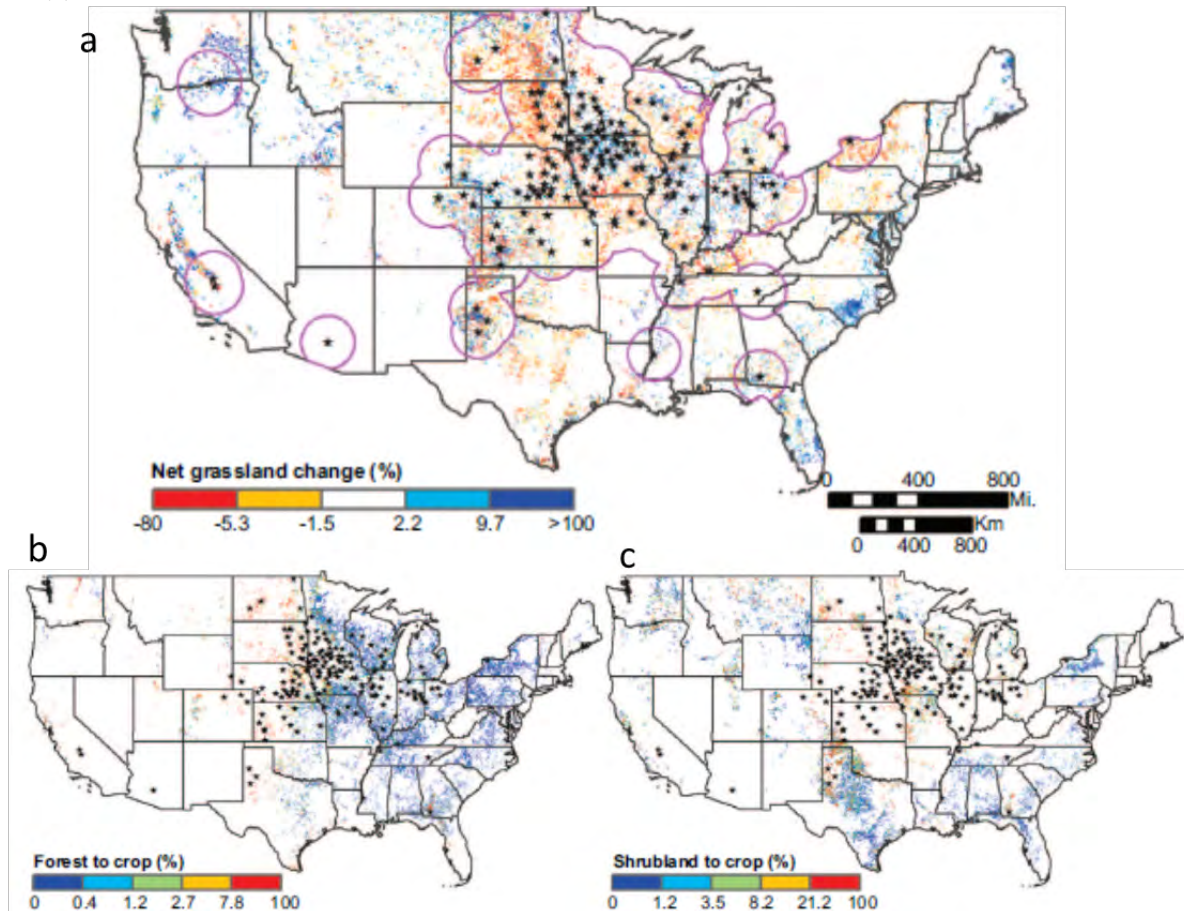 a
Net grassland change (%)
-80 -5.3 -1.5 2.2 9.7 >100
0 400 800
Mi.
Km
0 400 800
b
Forest to crop (%)
0 0.4 1.2 2.7 7.8 100
c
Shrubland to crop (%)
0 1.2 3.5 8.2 21.2 100